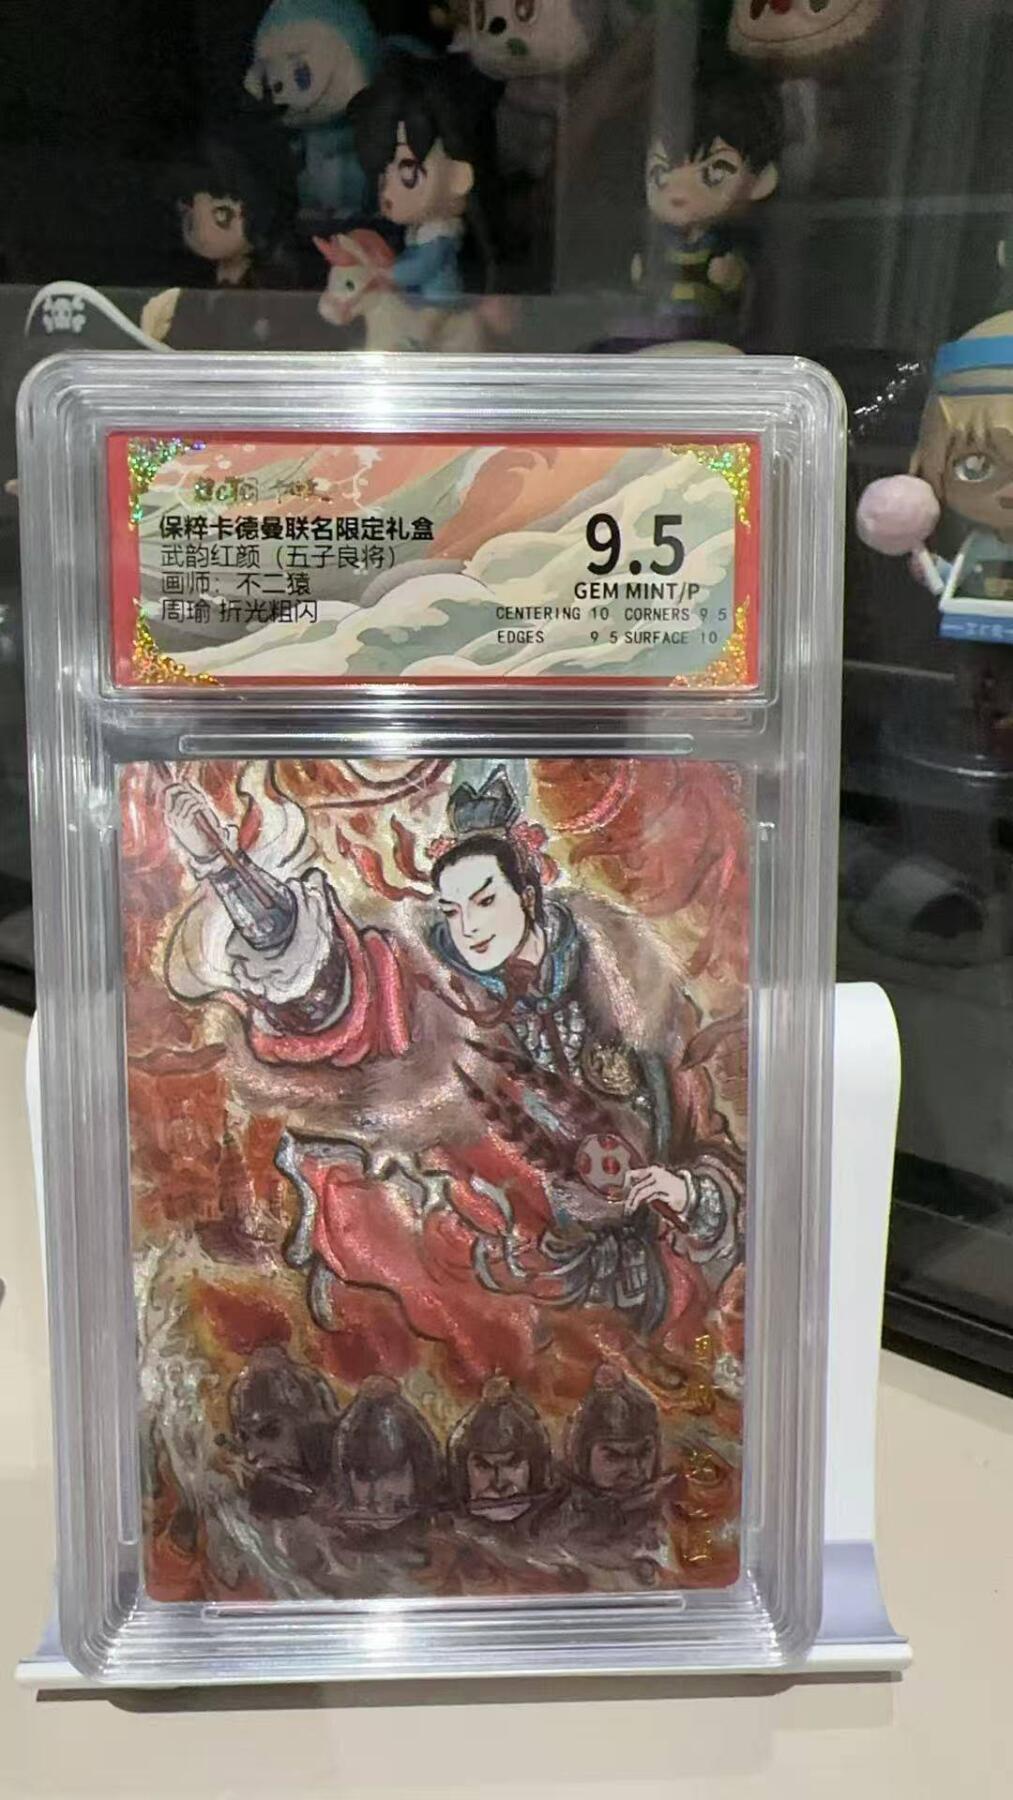 保粹卡德曼联名限定礼盒
武韵红颜（五子良将）
画师：不二猿
周瑜 折光粗闪
9.5
GEM MINT/P
CENTERING 10 CORNERS 9 5
EDGES 9 5 SURFACE 10